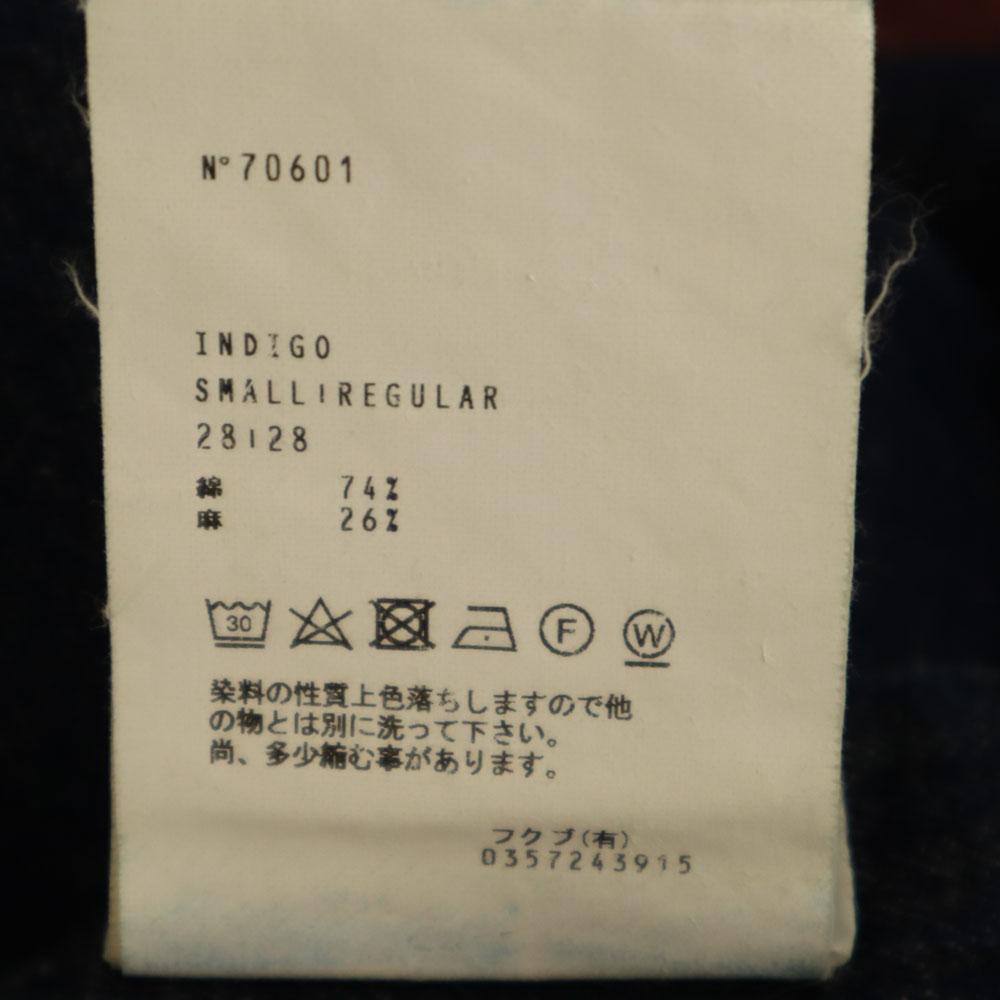 N°70601
INDIGO
SMALL|REGULAR
28|28
綿 74%
麻 26%
30 F W
染料の性質上色落ちしますので他
の物とは別に洗って下さい。
尚、多少縮む事があります。
フクブ(有)
0357243915